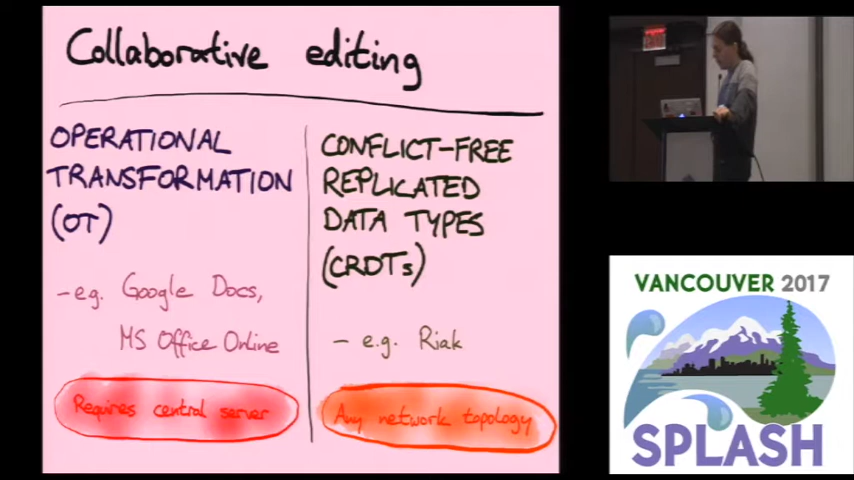 Collaborative editing
OPERATIONAL
TRANSFORMATION
(OT)
-e.g. Google Docs,
MS Office Online
Requires central server
CONFLICT-FREE
REPLICATED
DATA TYPES
(CRDTs)
- e.g. Riak
Any network topology
VANCOUVER 2017
SPLASH